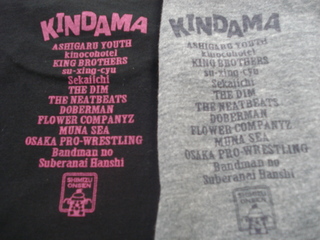 KINDAMA
ASHIGARU YOUTH
kinocohotel
KING BROTHERS
su-xing-cyu
Sekaiichi
THE DIM
THE NEATBEATS
DOBERMAN
FLOWER COMPANYZ
MUNA SEA
OSAKA PRO-WRESTLING
Bandman no
Suberanai Hanshi
SHIMIZU
ONSEN
KINDAMA
ASHIGARU YOUTH
kinocohotel
KING BROTHERS
su-xing-cyu
Sekaiichi
THE DIM
THE NEATBEATS
DOBERMAN
FLOWER COMPANYZ
MUNA SEA
OSAKA PRO-WRESTLING
Bandman no
Suberanai Hanshi